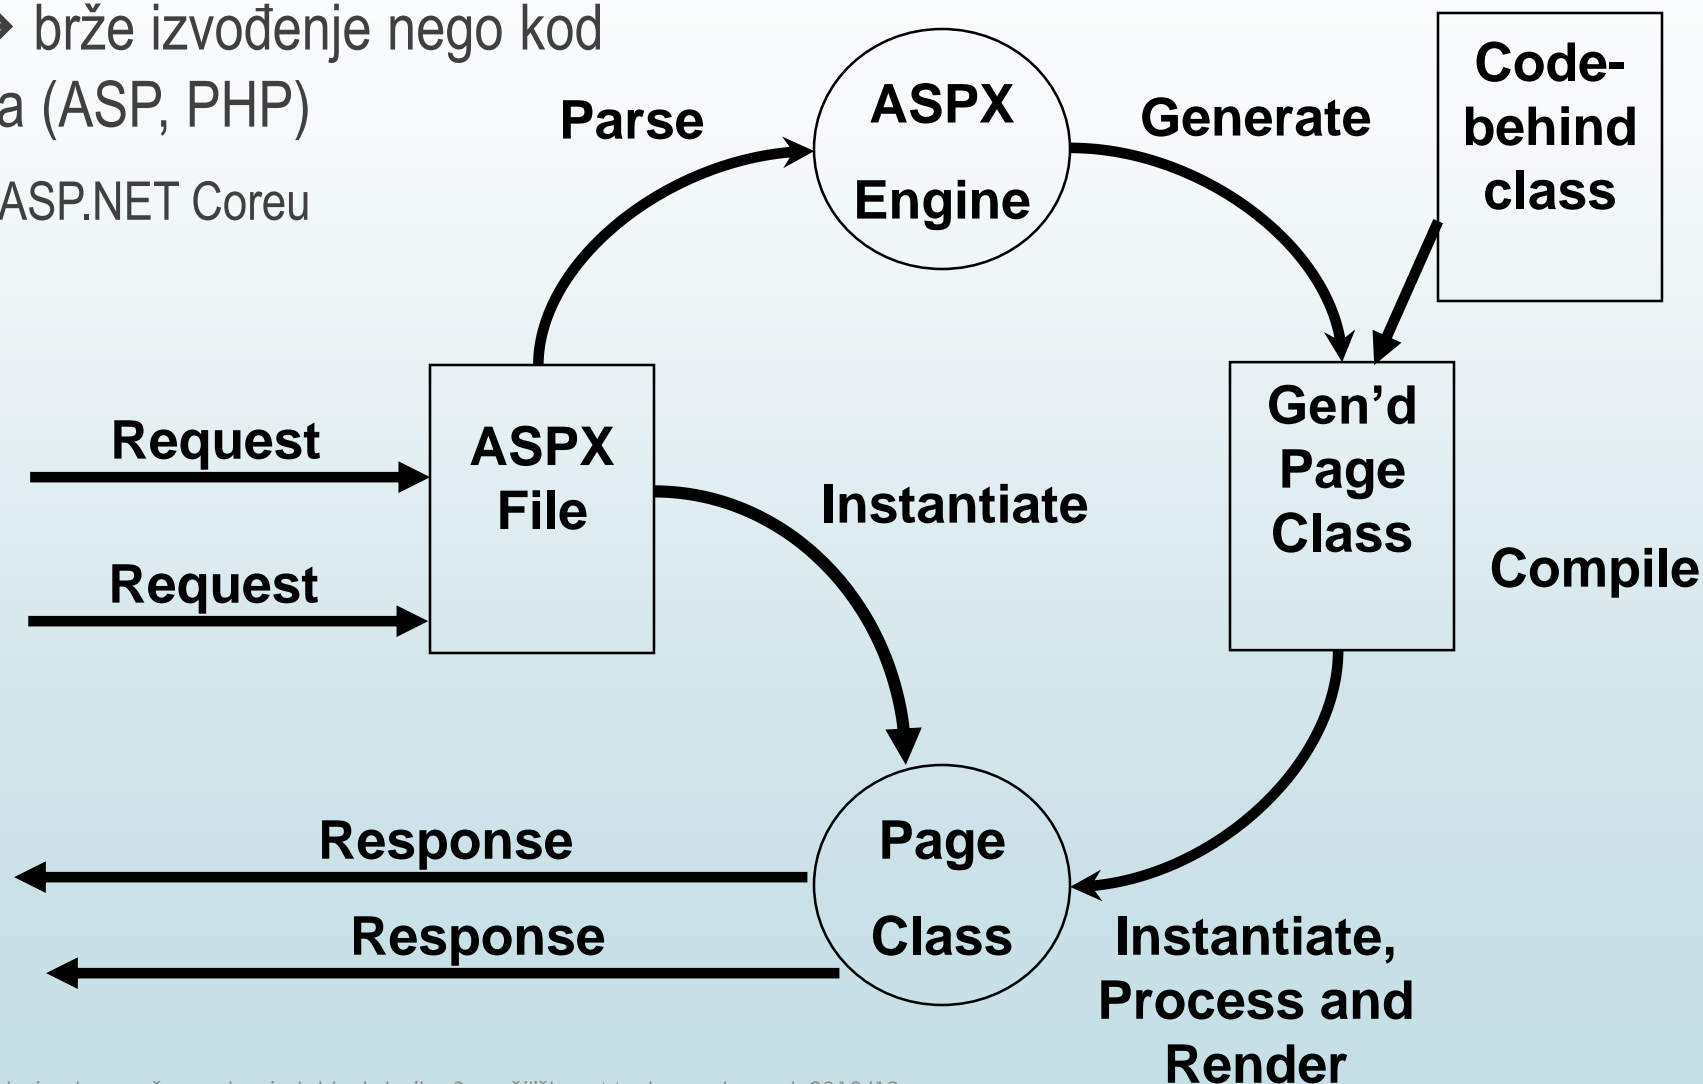 brže izvođenje nego kod
a (ASP, PHP)
ASP.NET Coreu
Parse
ASPX
Engine
Generate
Code-
behind
class
Request
ASPX
File
Request
Instantiate
Gen’d
Page
Class
Compile
Response
Page
Class
Response
Instantiate,
Process and
Render